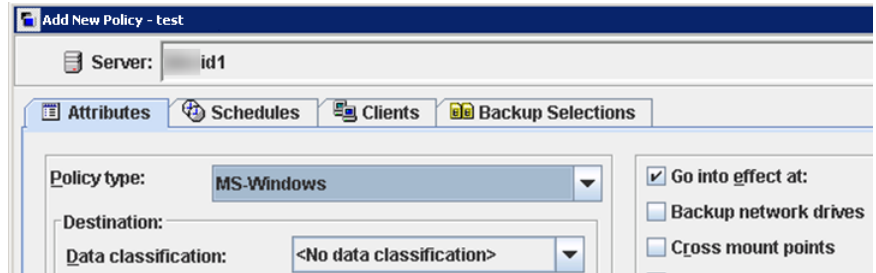 Add New Policy - test
Server: id1
Attributes Schedules Clients Backup Selections
Policy type: MS-Windows
Go into effect at:
Destination:
Backup network drives
Data classification: <No data classification>
Cross mount points